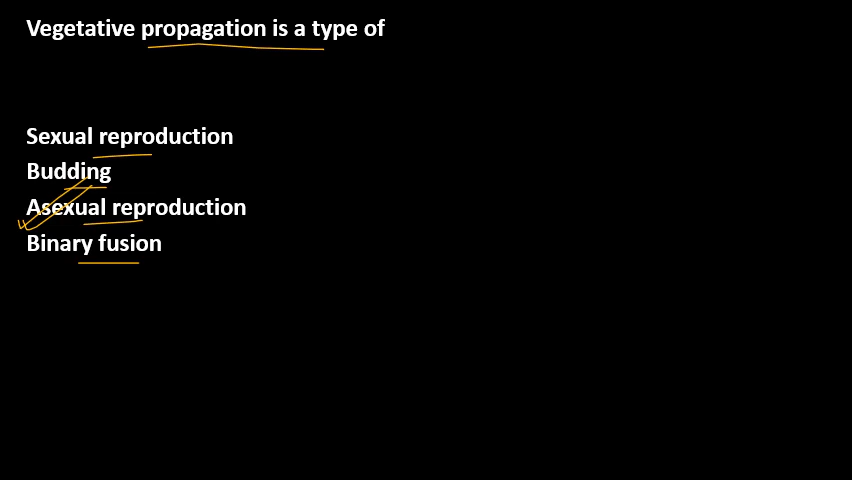 Vegetative propagation is a type of
Sexual reproduction
Budding
Asexual reproduction
Binary fusion